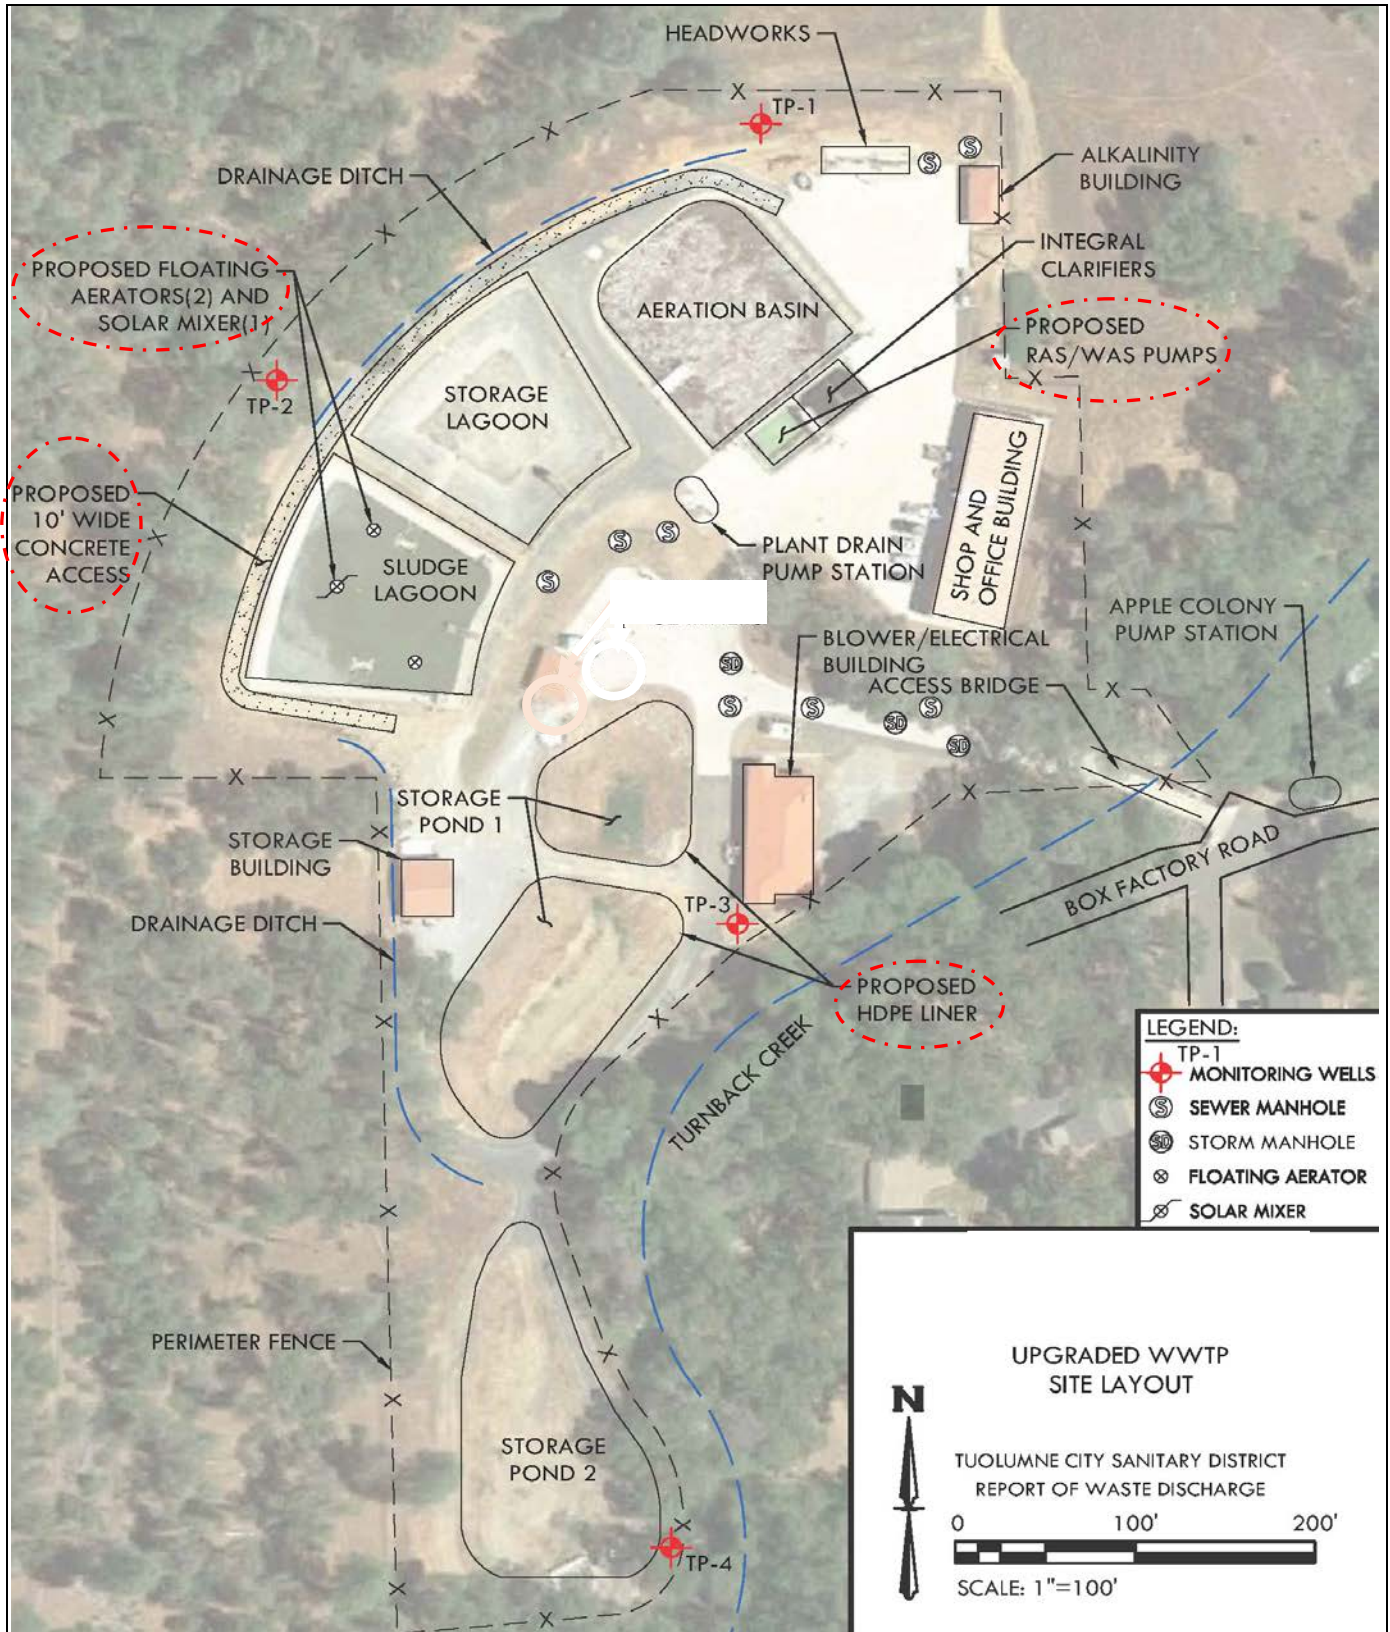 HEADWORKS
TP-1
DRAINAGE DITCH
ALKALINITY
BUILDING
PROPOSED FLOATING
AERATORS(2) AND
SOLAR MIXER(1)
INTEGRAL
CLARIFIERS
AERATION BASIN
PROPOSED
RAS/WAS PUMPS
TP-2
STORAGE
LAGOON
PROPOSED
10' WIDE
CONCRETE
ACCESS
SHOP AND
OFFICE BUILDING
S
S
S
S
S
PLANT DRAIN
PUMP STATION
SLUDGE
LAGOON
APPLE COLONY
PUMP STATION
BLOWER/ELECTRICAL
BUILDING
SD
ACCESS BRIDGE
S
S
S
SD
SD
STORAGE
POND 1
STORAGE
BUILDING
BOX FACTORY ROAD
TP-3
DRAINAGE DITCH
PROPOSED
HDPE LINER
TURNBACK CREEK
LEGEND:
TP-1
MONITORING WELLS
S SEWER MANHOLE
SD STORM MANHOLE
FLOATING AERATOR
SOLAR MIXER
PERIMETER FENCE
UPGRADED WWTP
SITE LAYOUT
N
STORAGE
POND 2
TUOLUMNE CITY SANITARY DISTRICT
REPORT OF WASTE DISCHARGE
0 100' 200'
TP-4
SCALE: 1"=100'